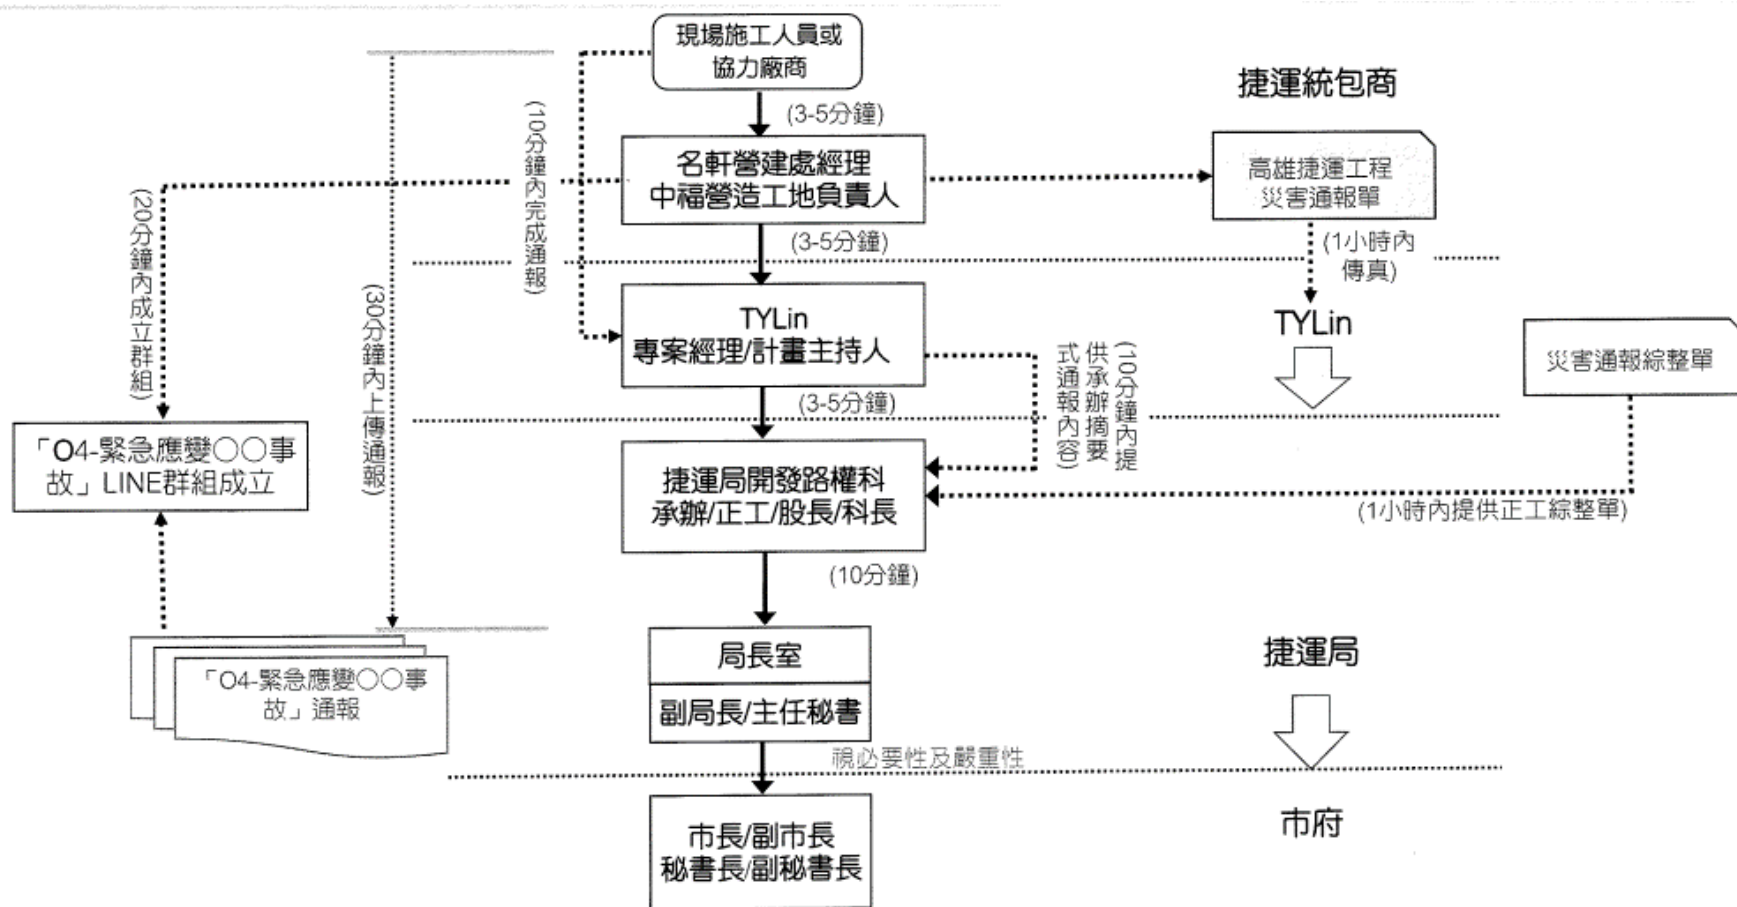 現場施工人員或
協力廠商
捷運統包商
(3-5分鐘)
(10分鐘內完成通報)
名軒營建處經理
中福營造工地負責人
高雄捷運工程
災害通報單
(20分鐘內成立群組)
(3-5分鐘)
(1小時內
傳真)
(30分鐘內上傳通報)
TYLin
專案經理/計畫主持人
TYLin
(10分鐘內提
供承辦摘要
式通報內容)
災害通報綜整單
(3-5分鐘)
「O4-緊急應變〇〇事
故」LINE群組成立
捷運局開發路權科
承辦/正工/股長/科長
(1小時內提供正工綜整單)
(10分鐘)
局長室
副局長/主任秘書
捷運局
「O4-緊急應變〇〇事
故」通報
視必要性及嚴重性
市長/副市長
秘書長/副秘書長
市府